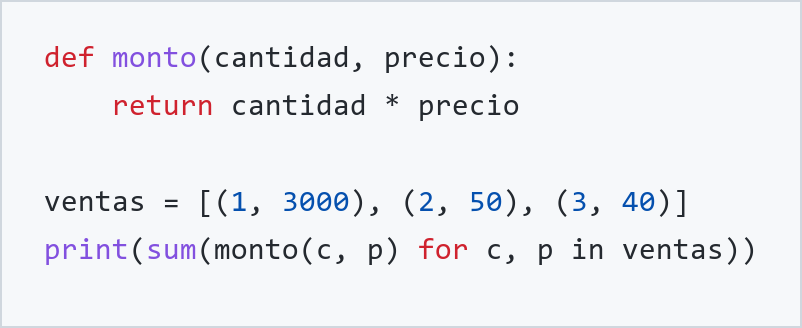 def monto(cantidad, precio):
    return cantidad * precio

ventas = [(1, 3000), (2, 50), (3, 40)]
print(sum(monto(c, p) for c, p in ventas))